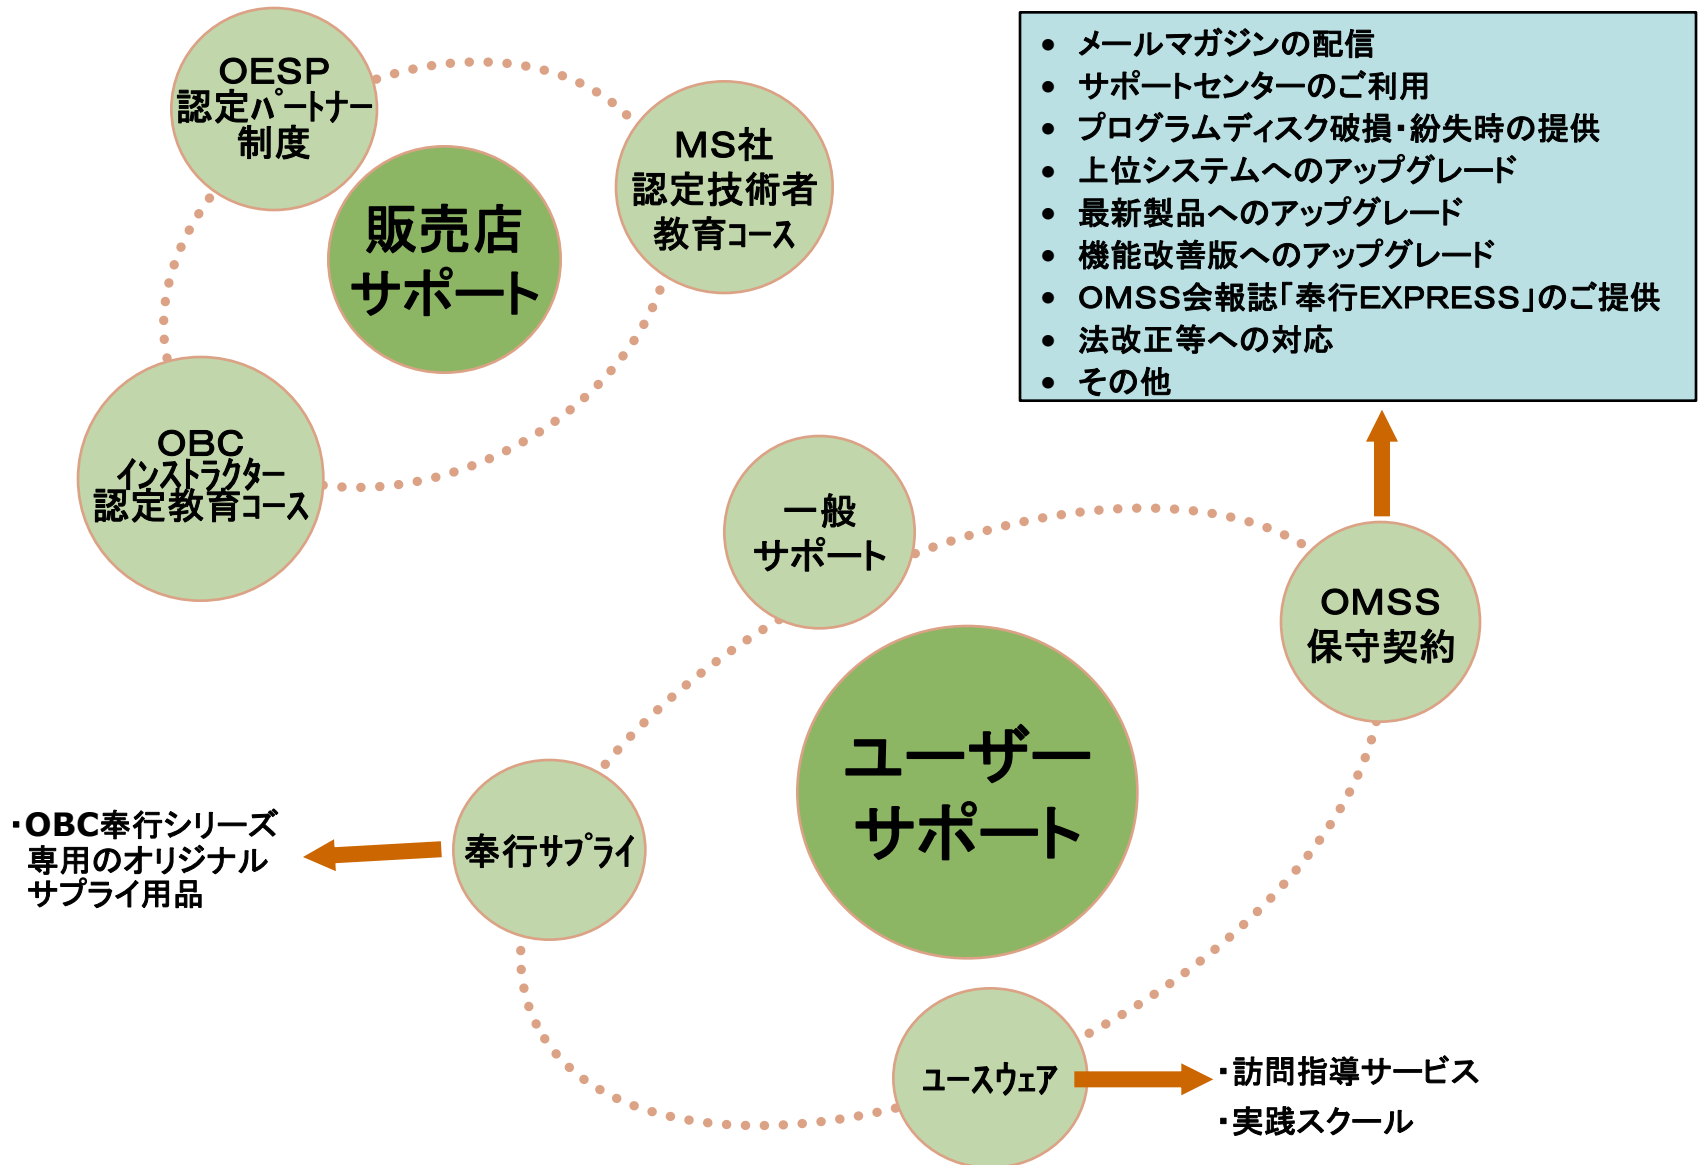 OESP
認定パートナー
制度
MS社
認定技術者
教育コース
販売店
サポート
OBC
インストラクター
認定教育コース
• メールマガジンの配信
• サポートセンターのご利用
• プログラムディスク破損・紛失時の提供
• 上位システムへのアップグレード
• 最新製品へのアップグレード
• 機能改善版へのアップグレード
• OMSS会報誌「奉行EXPRESS」のご提供
• 法改正等への対応
• その他
一般
サポート
OMSS
保守契約
ユーザー
サポート
奉行サプライ
・OBC奉行シリーズ
専用のオリジナル
サプライ用品
ユースウェア
・訪問指導サービス
・実践スクール